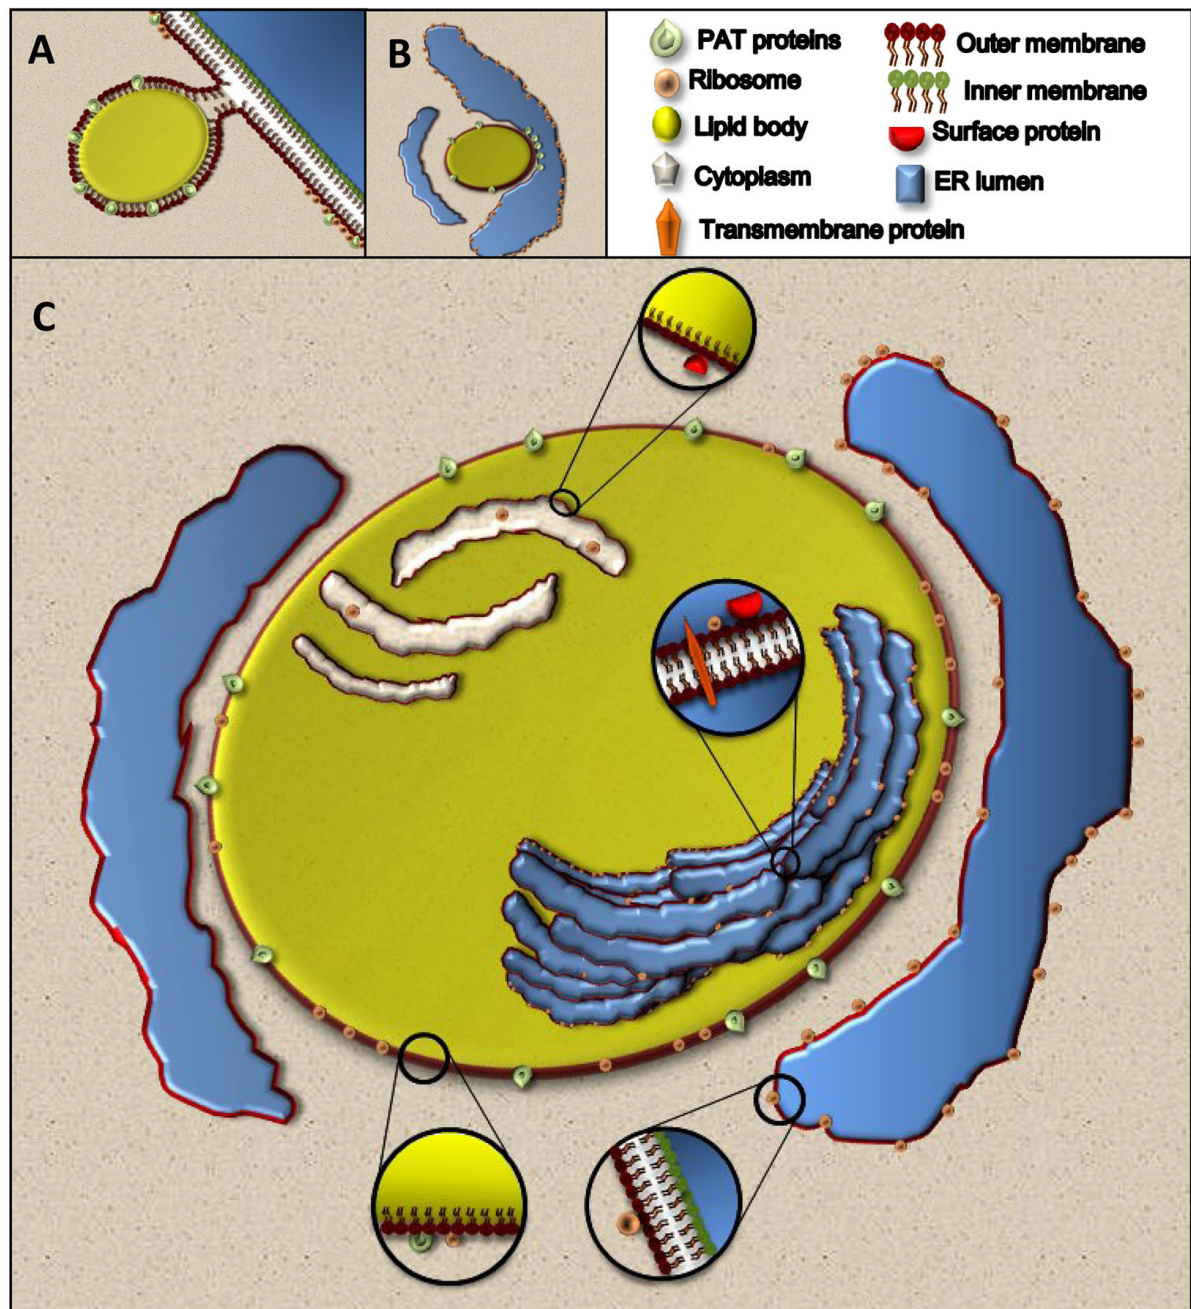 A
B
PAT proteins
Outer membrane
Ribosome
Inner membrane
Lipid body
Surface protein
Cytoplasm
ER lumen
Transmembrane protein
C